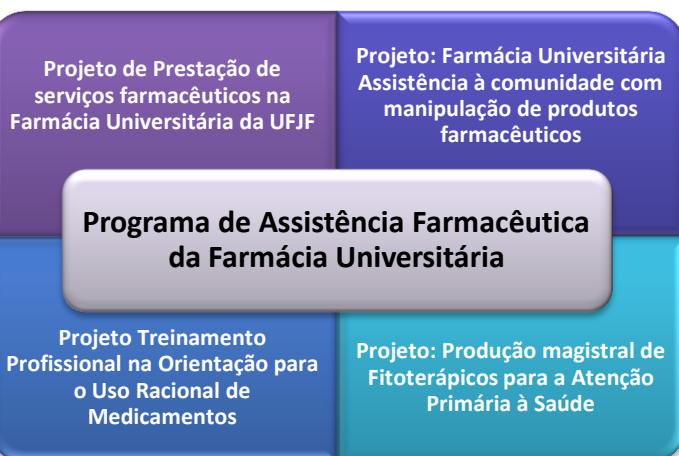 Projeto de Prestação de
serviços farmacêuticos na
Farmácia Universitária da UFJF
Projeto: Farmácia Universitária
Assistência à comunidade com
manipulação de produtos
farmacêuticos
Programa de Assistência Farmacêutica
da Farmácia Universitária
Projeto Treinamento
Profissional na Orientação para
o Uso Racional de
Medicamentos
Projeto: Produção magistral de
Fitoterápicos para a Atenção
Primária à Saúde